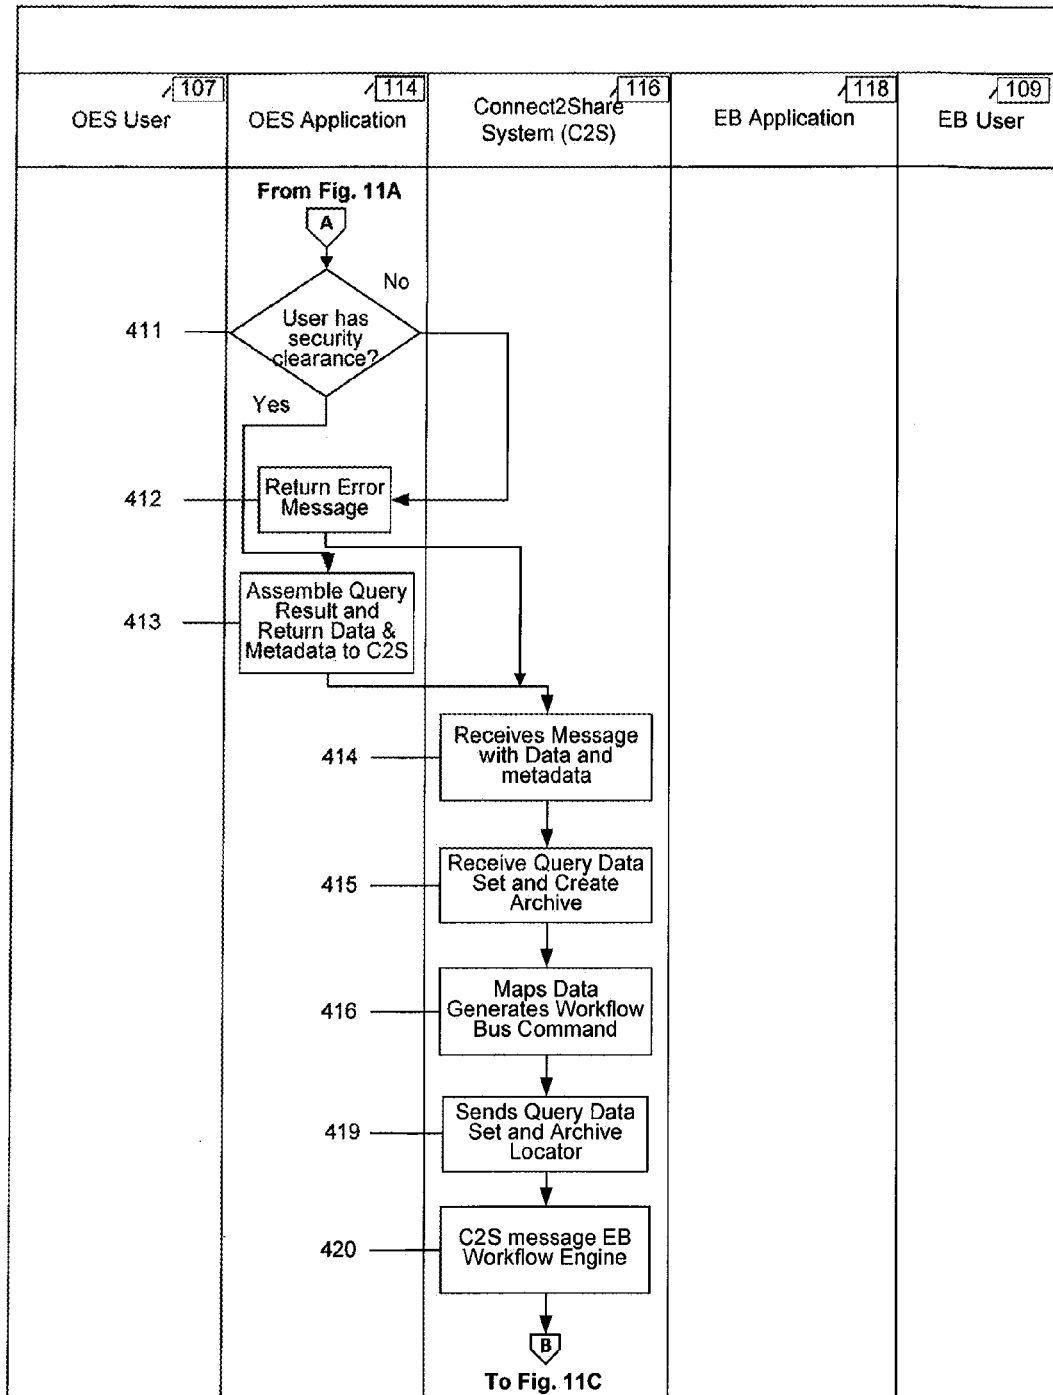 107
114
116
118
109
OES User
OES Application
Connect2Share
System (C2S)
EB Application
EB User
From Fig. 11A
A
No
411
User has
security
clearance?
Yes
412
Return Error
Message
413
Assemble Query
Result and
Return Data &
Metadata to C2S
414
Receives Message
with Data and
metadata
415
Receive Query Data
Set and Create
Archive
416
Maps Data
Generates Workflow
Bus Command
419
Sends Query Data
Set and Archive
Locator
420
C2S message EB
Workflow Engine
B
To Fig. 11C